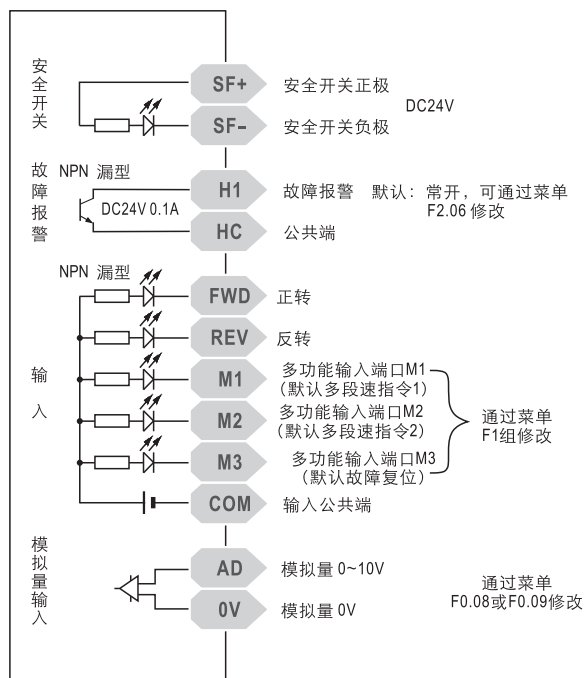 安全开关
SF+
安全开关正极
DC24V
SF-
安全开关负极
故障报警
NPN 漏型
DC24V 0.1A
H1
故障报警 默认：常开，可通过菜单
F2.06 修改
HC
公共端
NPN 漏型
输入
FWD
正转
REV
反转
M1
多功能输入端口M1
（默认多段速指令1）
M2
多功能输入端口M2
（默认多段速指令2）
M3
多功能输入端口M3
（默认故障复位）
通过菜单
F1组修改
COM
输入公共端
模拟量输入
AD
模拟量 0~10V
0V
模拟量 0V
通过菜单
F0.08或F0.09修改